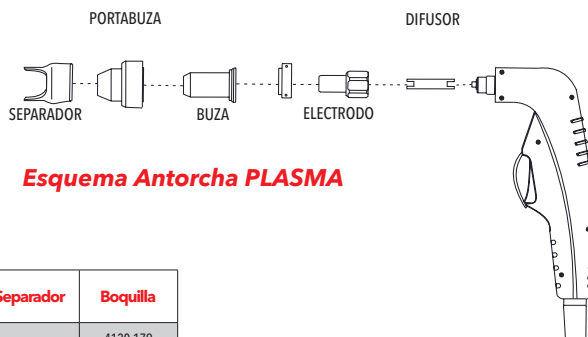 PORTABUZA
DIFUSOR
SEPARADOR
BUZA
ELECTRODO
Esquema Antorcha PLASMA
Separador Boquilla